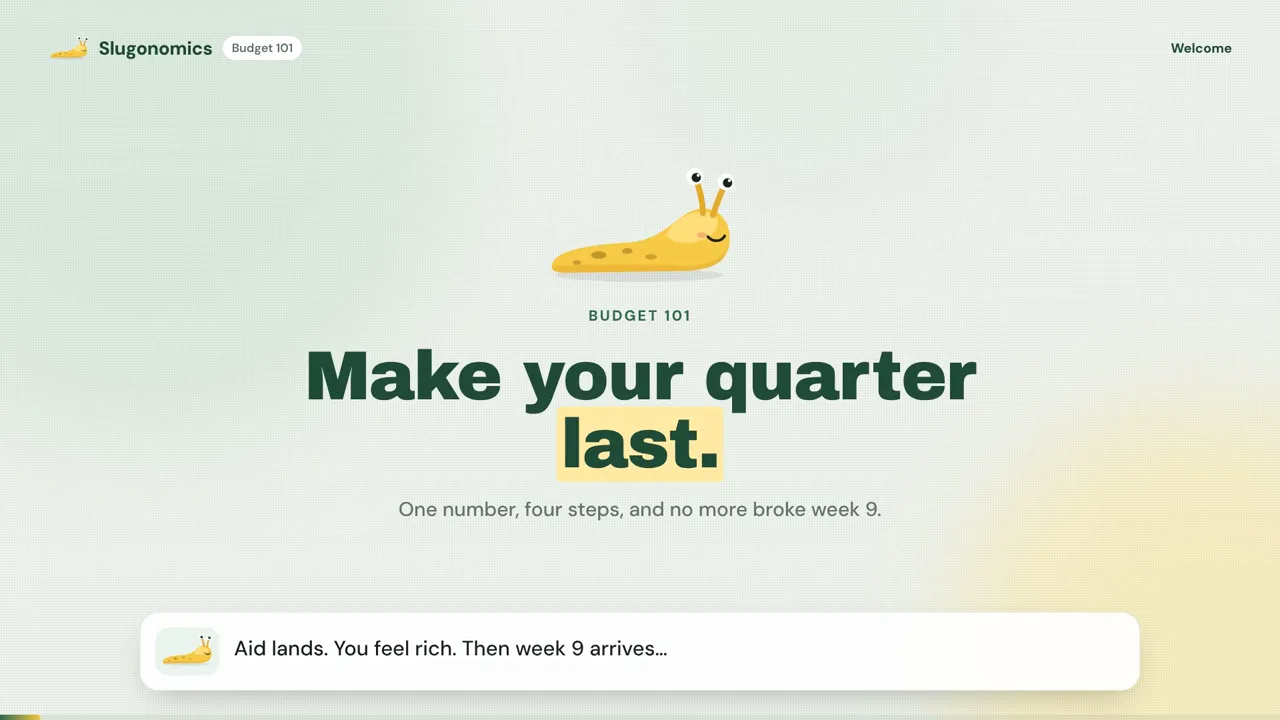 Slugonomics
Budget 101
Welcome
BUDGET 101
Make your quarter
last.
One number, four steps, and no more broke week 9.
Aid lands. You feel rich. Then week 9 arrives...